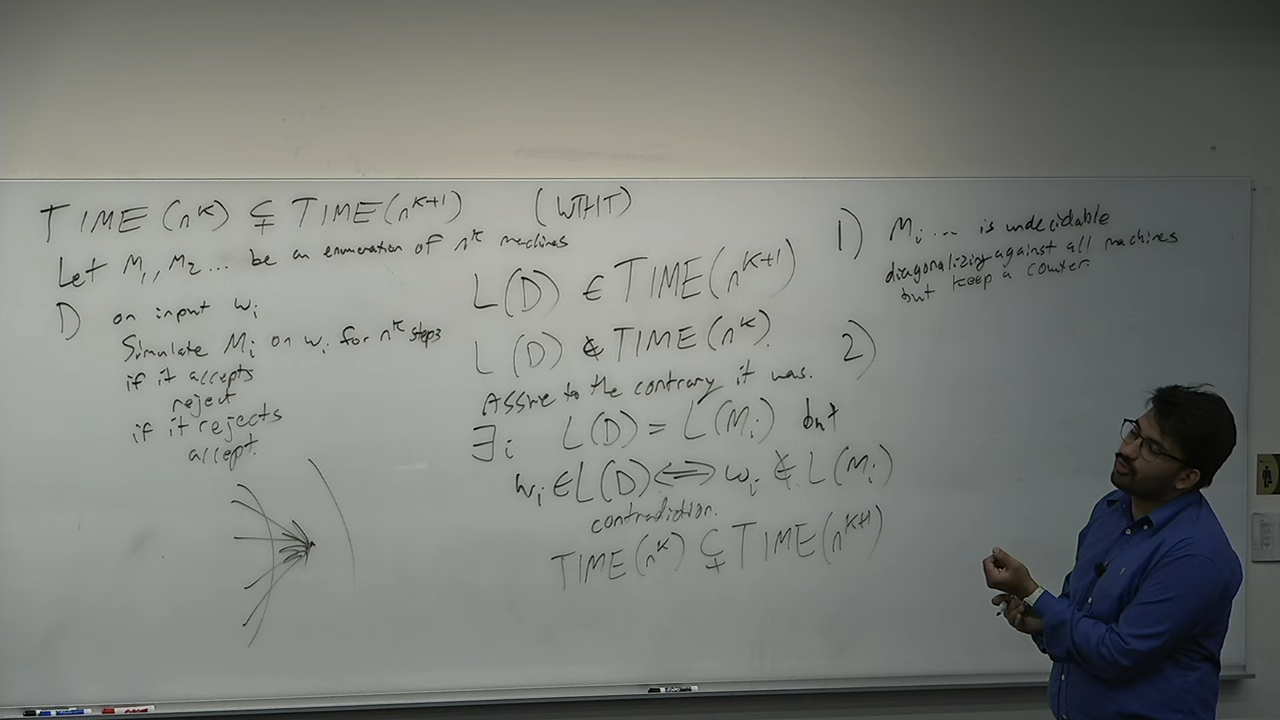 TIME(n^K) ⊊ TIME(n^K+1) (WTHT)
Let M1, M2... be an enumeration of n^K machines
D on input wi
Simulate Mi on wi for n^K steps
if it accepts
reject
if it rejects
accept.
L(D) ∈ TIME(n^K+1)
L(D) ∉ TIME(n^K).
Assume to the contrary it was.
∃i L(D) = L(Mi) but
wi ∈ L(D) ⟺ wi ∉ L(Mi)
contradiction.
TIME(n^K) ⊊ TIME(n^K+1)
1) Mi... is undecidable
diagonalizing against all machines
but keep a counter.
2)